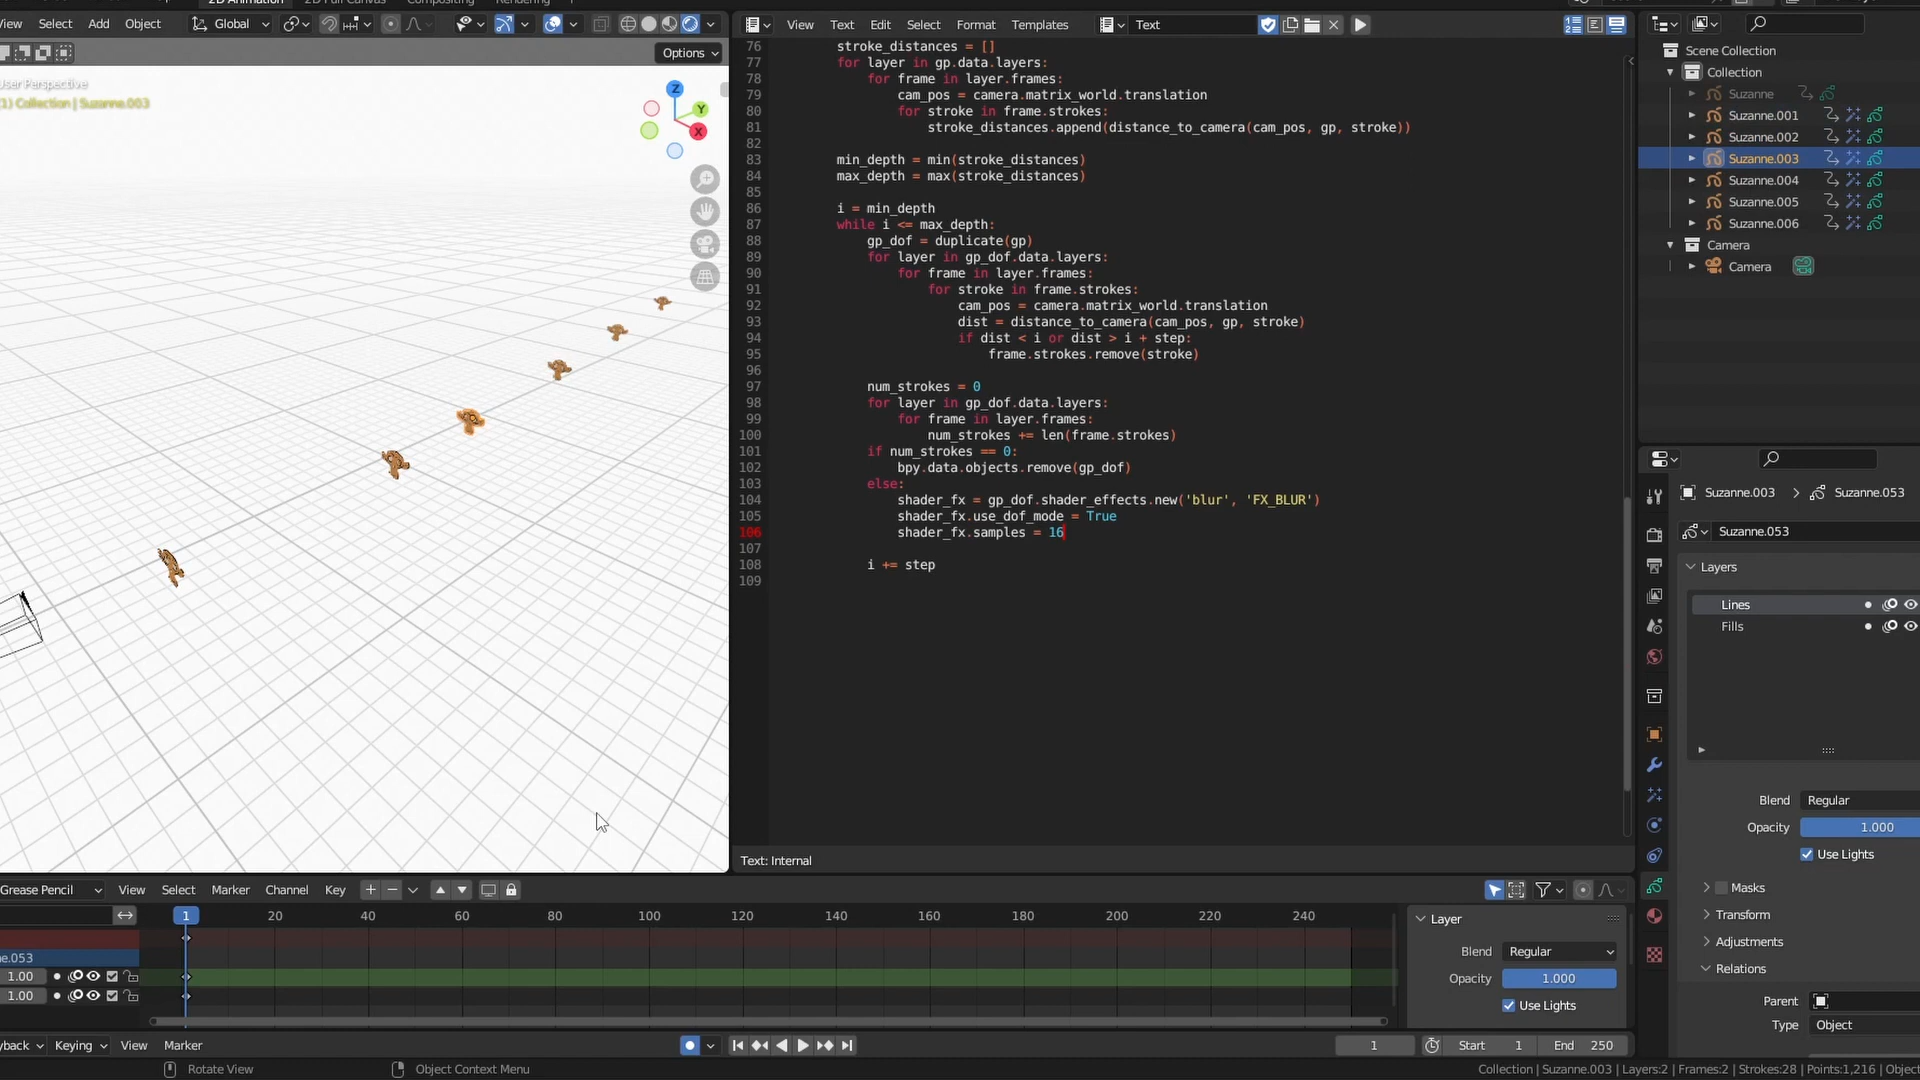 2D Animation 2D Full Canvas Compositing Rendering +
View Select Add Object Global
Options
User Perspective
(1) Collection | Suzanne.003
Z
Y
X
View Text Edit Select Format Templates Text
76 stroke_distances = []
77 for layer in gp.data.layers:
78 for frame in layer.frames:
79 cam_pos = camera.matrix_world.translation
80 for stroke in frame.strokes:
81 stroke_distances.append(distance_to_camera(cam_pos, gp, stroke))
82
83 min_depth = min(stroke_distances)
84 max_depth = max(stroke_distances)
85
86 i = min_depth
87 while i <= max_depth:
88 gp_dof = duplicate(gp)
89 for layer in gp_dof.data.layers:
90 for frame in layer.frames:
91 for stroke in frame.strokes:
92 cam_pos = camera.matrix_world.translation
93 dist = distance_to_camera(cam_pos, gp, stroke)
94 if dist < i or dist > i + step:
95 frame.strokes.remove(stroke)
96
97 num_strokes = 0
98 for layer in gp_dof.data.layers:
99 for frame in layer.frames:
100 num_strokes += len(frame.strokes)
101 if num_strokes == 0:
102 bpy.data.objects.remove(gp_dof)
103 else:
104 shader_fx = gp_dof.shader_effects.new('blur', 'FX_BLUR')
105 shader_fx.use_dof_mode = True
106 shader_fx.samples = 16
107
108 i += step
109
Text: Internal
Scene Collection
Collection
Suzanne
Suzanne.001
Suzanne.002
Suzanne.003
Suzanne.004
Suzanne.005
Suzanne.006
Camera
Camera
Suzanne.003 > Suzanne.053
Suzanne.053
Layers
Lines
Fills
Blend Regular
Opacity 1.000
Use Lights
Masks
Transform
Adjustments
Relations
Parent
Type Object
Grease Pencil View Select Marker Channel Key
1 20 40 60 80 100 120 140 160 180 200 220 240
ne.053
1.00
1.00
Layer
Blend Regular
Opacity 1.000
Use Lights
yback Keying View Marker
1 Start 1 End 250
Rotate View Object Context Menu
Collection | Suzanne.003 | Layers:2 | Frames:2 | Strokes:28 | Points:1,216 | Object